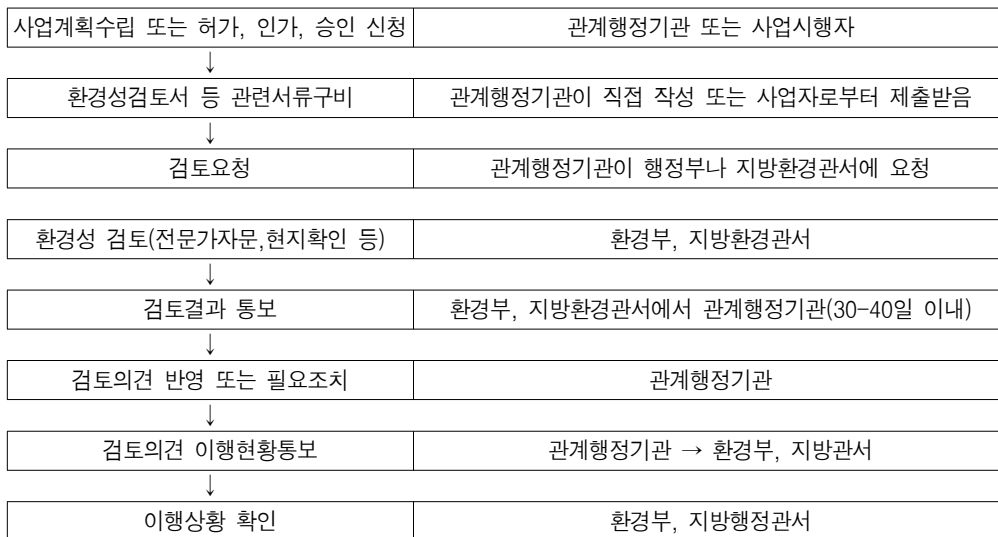 사업계획수립 또는 허가, 인가, 승인 신청 관계행정기관 또는 사업시행자
↓
환경성검토서 등 관련서류구비 관계행정기관이 직접 작성 또는 사업자로부터 제출받음
↓
검토요청 관계행정기관이 행정부나 지방환경관서에 요청
환경성 검토(전문가자문,현지확인 등) 환경부, 지방환경관서
↓
검토결과 통보 환경부, 지방환경관서에서 관계행정기관(30-40일 이내)
↓
검토의견 반영 또는 필요조치 관계행정기관
↓
검토의견 이행현황통보 관계행정기관 → 환경부, 지방관서
↓
이행상황 확인 환경부, 지방행정관서